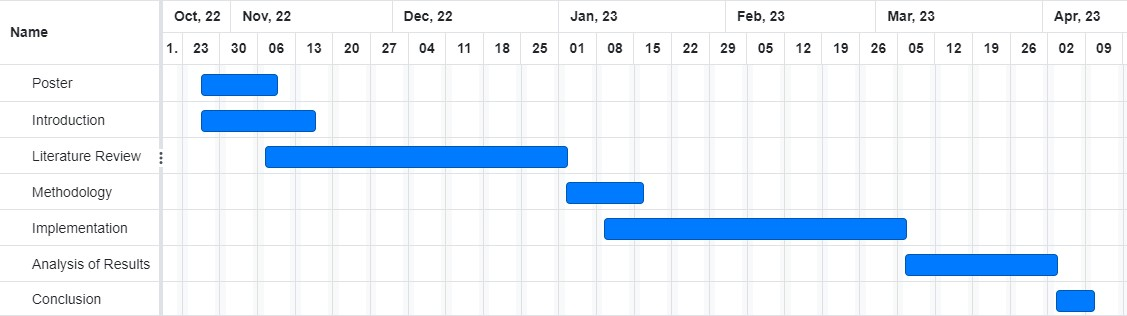 Name
Oct, 22 Nov, 22 Dec, 22 Jan, 23 Feb, 23 Mar, 23 Apr, 23
1. 23 30 06 13 20 27 04 11 18 25 01 08 15 22 29 05 12 19 26 05 12 19 26 02 09
Poster
Introduction
Literature Review
Methodology
Implementation
Analysis of Results
Conclusion